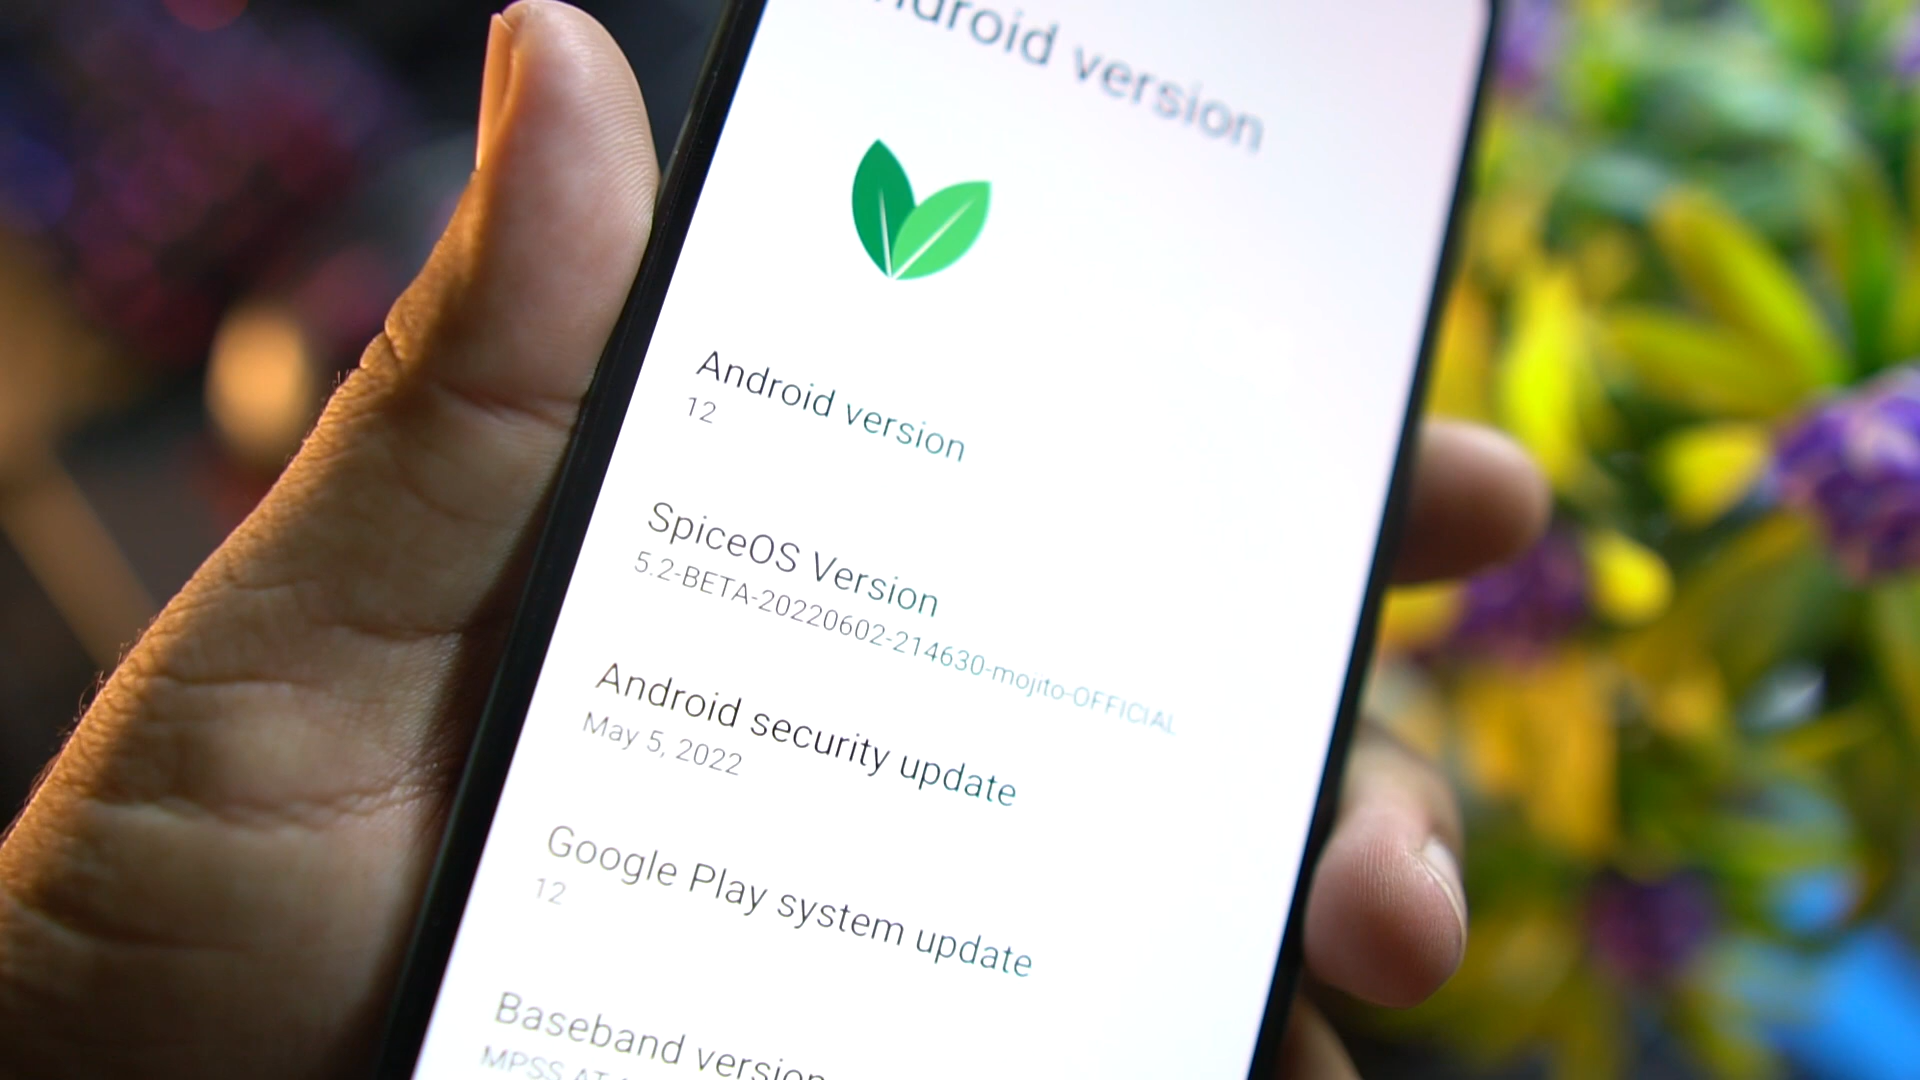 Android version
Android version
12
SpiceOS Version
5.2-BETA-20220602-214630-mojito-OFFICIAL
Android security update
May 5, 2022
Google Play system update
12
Baseband version
MPSS